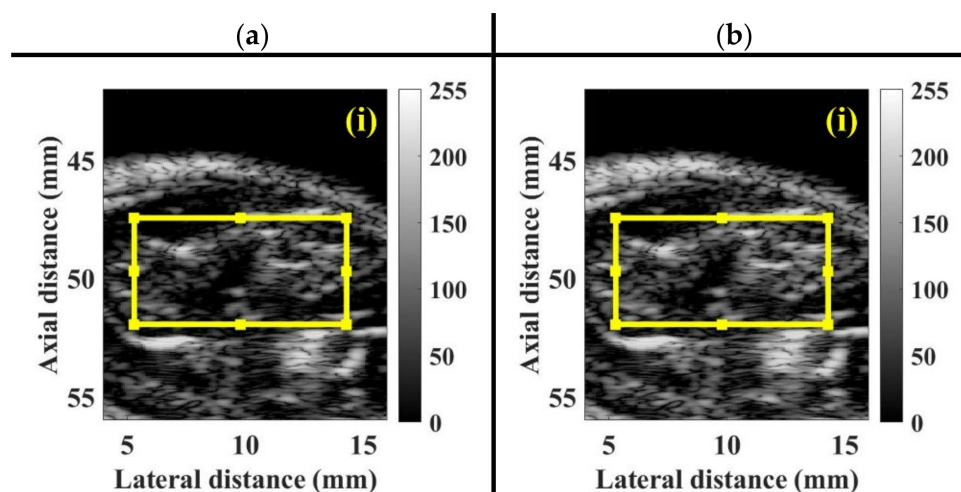 (a) (b)
(i) (i)
255 255
200 200
150 150
100 100
50 50
0 0
45 45
50 50
55 55
Axial distance (mm) Axial distance (mm)
5 10 15 5 10 15
Lateral distance (mm) Lateral distance (mm)